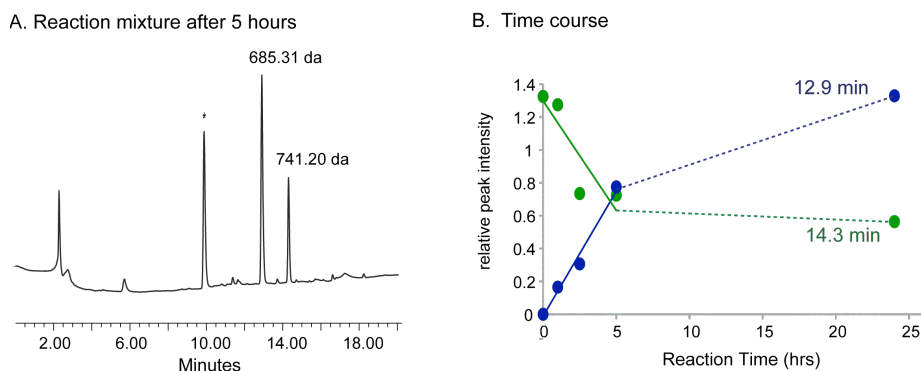 A. Reaction mixture after 5 hours
685.31 da
*
741.20 da
2.00 6.00 10.00 14.00 18.00
Minutes
B. Time course
1.4
1.2
1
0.8
0.6
0.4
0.2
0
relative peak intensity
12.9 min
14.3 min
0 5 10 15 20 25
Reaction Time (hrs)